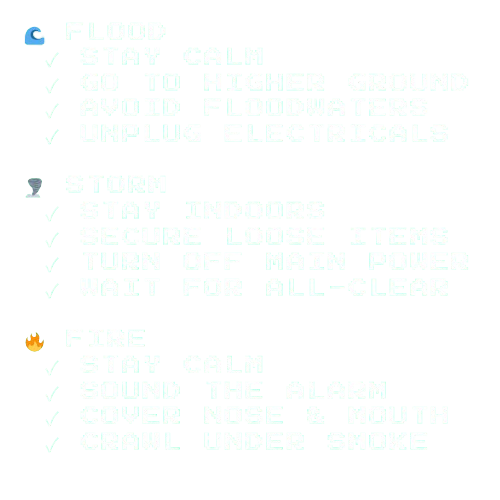 🌊 FLOOD
✓ STAY CALM
✓ GO TO HIGHER GROUND
✓ AVOID FLOODWATERS
✓ UNPLUG ELECTRICALS
🌪 STORM
✓ STAY INDOORS
✓ SECURE LOOSE ITEMS
✓ TURN OFF MAIN POWER
✓ WAIT FOR ALL-CLEAR
🔥 FIRE
✓ STAY CALM
✓ SOUND THE ALARM
✓ COVER NOSE & MOUTH
✓ CRAWL UNDER SMOKE